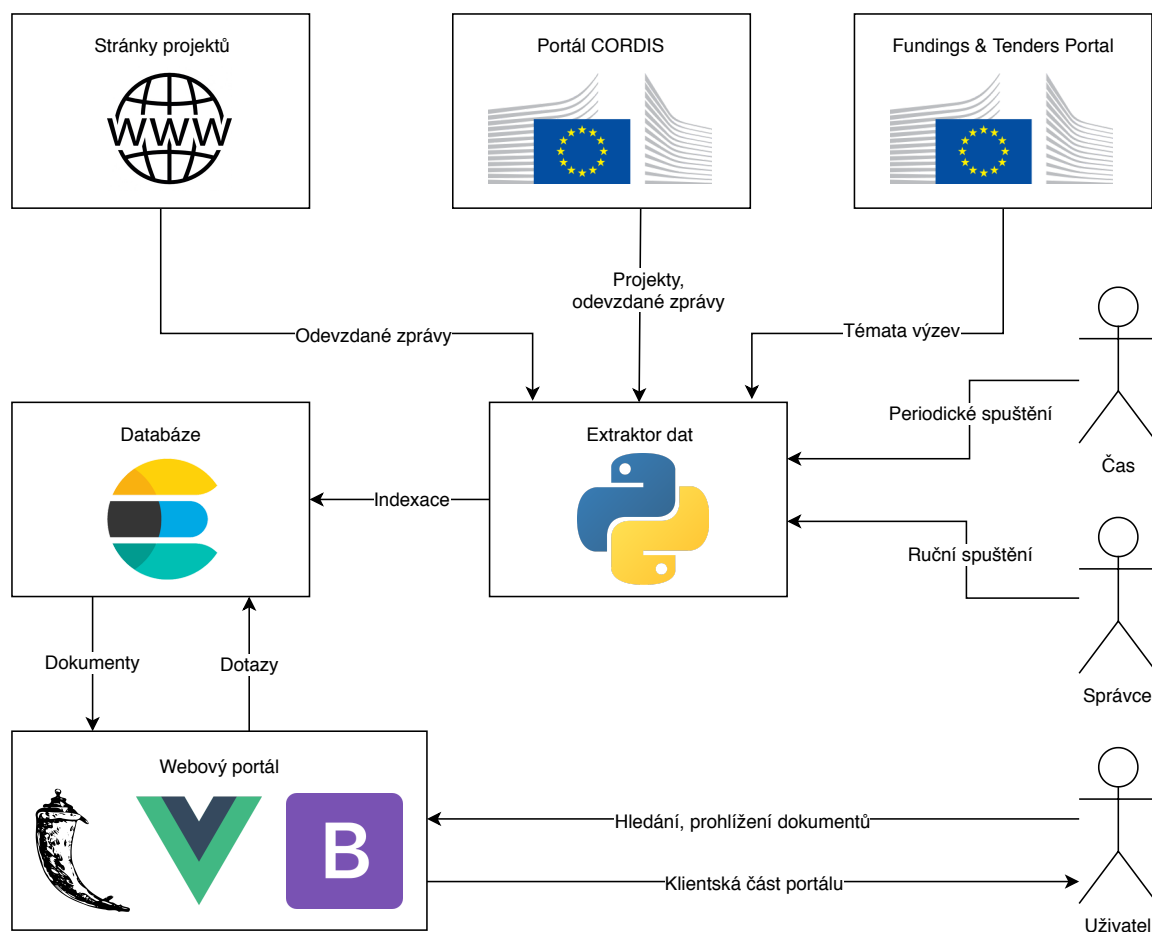 Stránky projektů
Portál CORDIS
Fundings & Tenders Portal
WWW
Projekty,
odevzdané zprávy
Odevzdané zprávy
Témata výzev
Periodické spuštění
Čas
Databáze
Extraktor dat
Indexace
Ruční spuštění
Správce
Dokumenty
Dotazy
Webový portál
B
Hledání, prohlížení dokumentů
Klientská část portálu
Uživatel